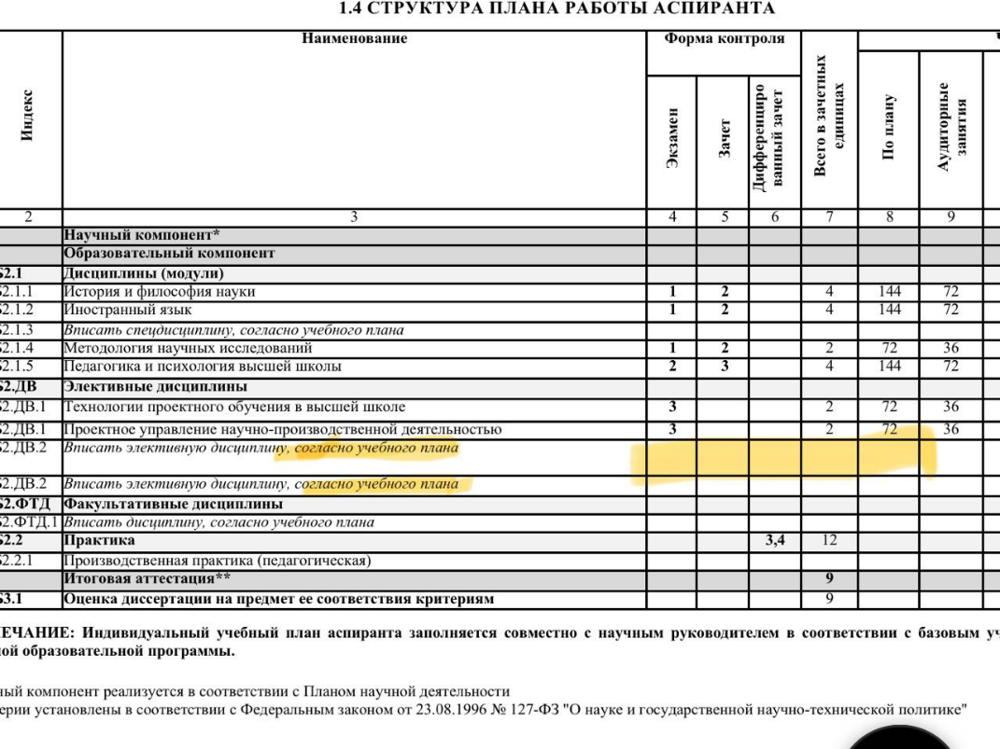 1.4 СТРУКТУРА ПЛАНА РАБОТЫ АСПИРАНТА
Индекс
Наименование
Форма контроля
Экзамен
Зачет
Дифференциро
ванный зачет
Всего в зачетных
единицах
По плану
Аудиторные
занятия
2 3 4 5 6 7 8 9
Научный компонент*
Образовательный компонент
Б2.1 Дисциплины (модули)
Б2.1.1 История и философия науки 1 2 4 144 72
Б2.1.2 Иностранный язык 1 2 4 144 72
Б2.1.3 Вписать спецдисциплину, согласно учебного плана
Б2.1.4 Методология научных исследований 1 2 2 72 36
Б2.1.5 Педагогика и психология высшей школы 2 3 4 144 72
Б2.ДВ Элективные дисциплины
Б2.ДВ.1 Технологии проектного обучения в высшей школе 3 2 72 36
Б2.ДВ.1 Проектное управление научно-производственной деятельностью 3 2 72 36
Б2.ДВ.2 Вписать элективную дисциплину, согласно учебного плана
Б2.ДВ.2 Вписать элективную дисциплину, согласно учебного плана
Б2.ФТД Факультативные дисциплины
Б2.ФТД.1 Вписать дисциплину, согласно учебного плана
Б2.2 Практика 3,4 12
Б2.2.1 Производственная практика (педагогическая)
Итоговая аттестация** 9
Б3.1 Оценка диссертации на предмет ее соответствия критериям 9
ЕЧАНИЕ: Индивидуальный учебный план аспиранта заполняется совместно с научным руководителем в соответствии с базовым уч
ой образовательной программы.
ный компонент реализуется в соответствии с Планом научной деятельности
ерии установлены в соответствии с Федеральным законом от 23.08.1996 № 127-ФЗ "О науке и государственной научно-технической политике"